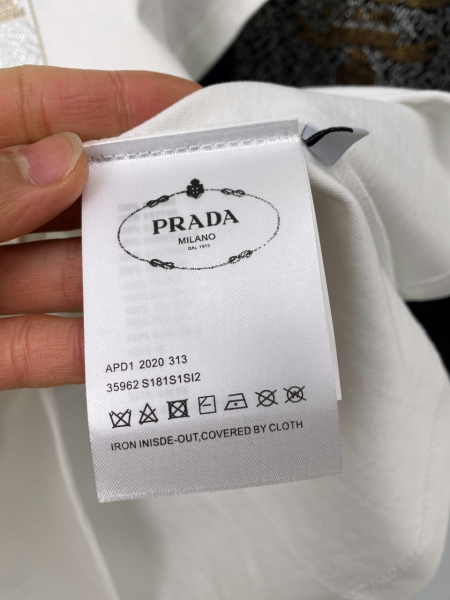 PRADA
MILANO
DAL 1913
APD1 2020 313
35962 S181S1SI2
IRON INISDE-OUT,COVERED BY CLOTH